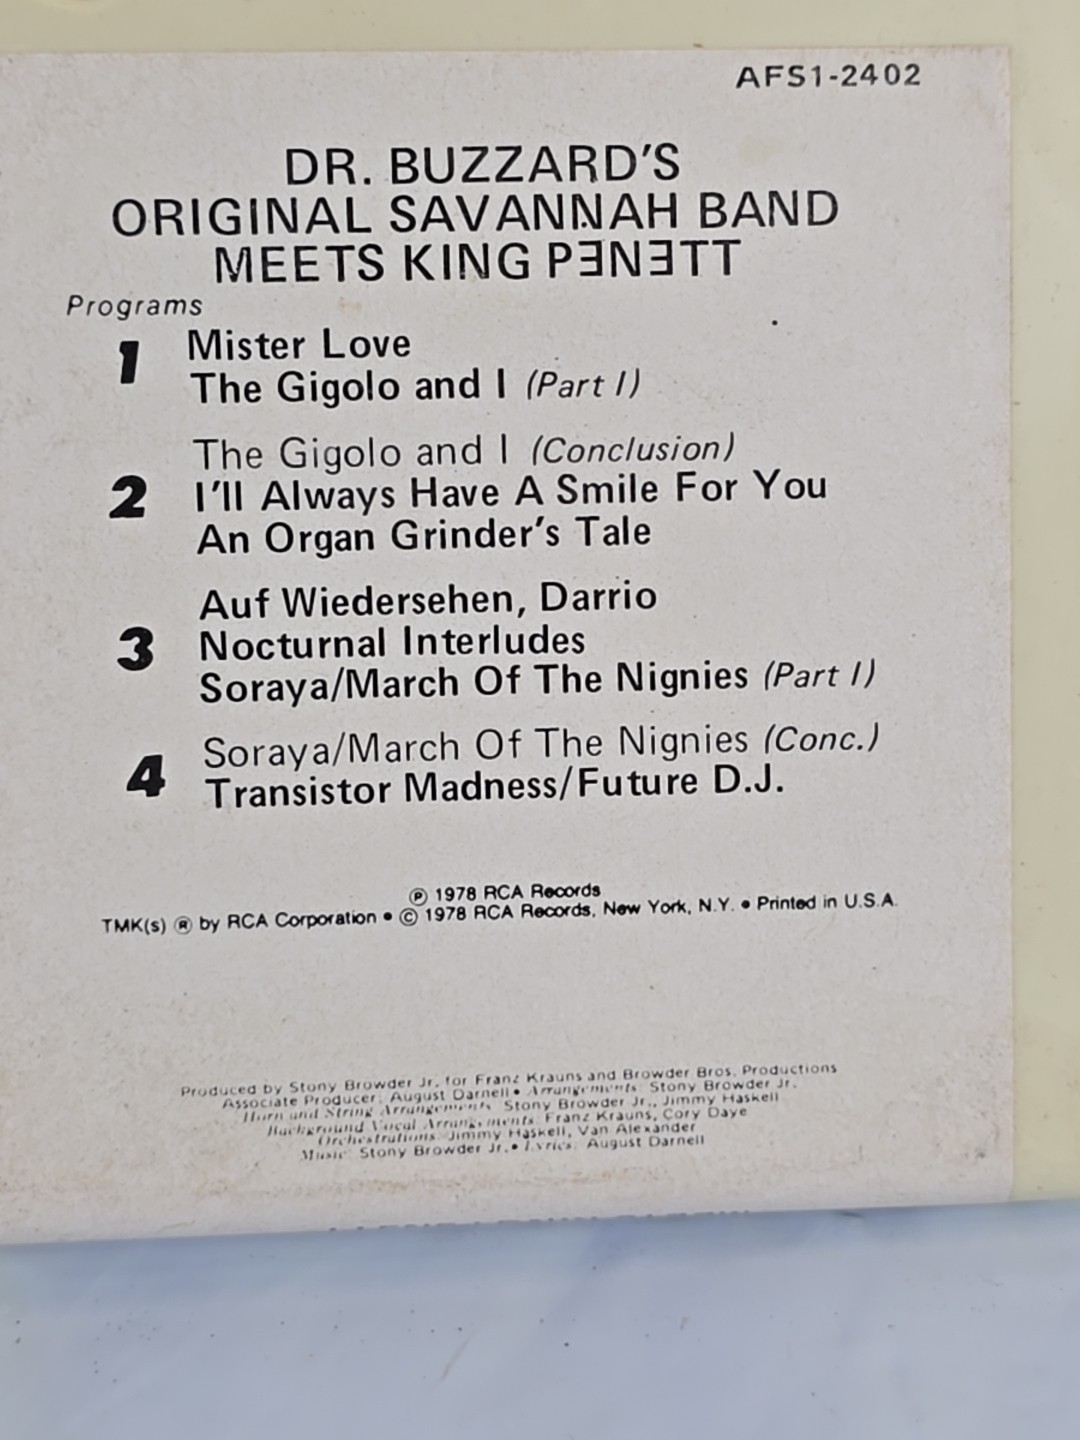 AFS1-2402
DR. BUZZARD'S
ORIGINAL SAVANNAH BAND
MEETS KING PƎNƎTT
Programs
1 Mister Love
The Gigolo and I (Part I)
The Gigolo and I (Conclusion)
2 I'll Always Have A Smile For You
An Organ Grinder's Tale
Auf Wiedersehen, Darrio
3 Nocturnal Interludes
Soraya/March Of The Nignies (Part I)
Soraya/March Of The Nignies (Conc.)
4 Transistor Madness/Future D.J.
Ⓟ 1978 RCA Records
TMK(s) ® by RCA Corporation • © 1978 RCA Records, New York, N.Y. • Printed in U.S.A.
Produced by Stony Browder Jr. for Franz Krauns and Browder Bros. Productions
Associate Producer: August Darnell • Arrangements: Stony Browder Jr.
Horn and String Arrangements: Stony Browder Jr., Jimmy Haskell
Background Vocal Arrangements: Franz Krauns, Cory Daye
Orchestrations: Jimmy Haskell, Van Alexander
Music: Stony Browder Jr. • Lyrics: August Darnell